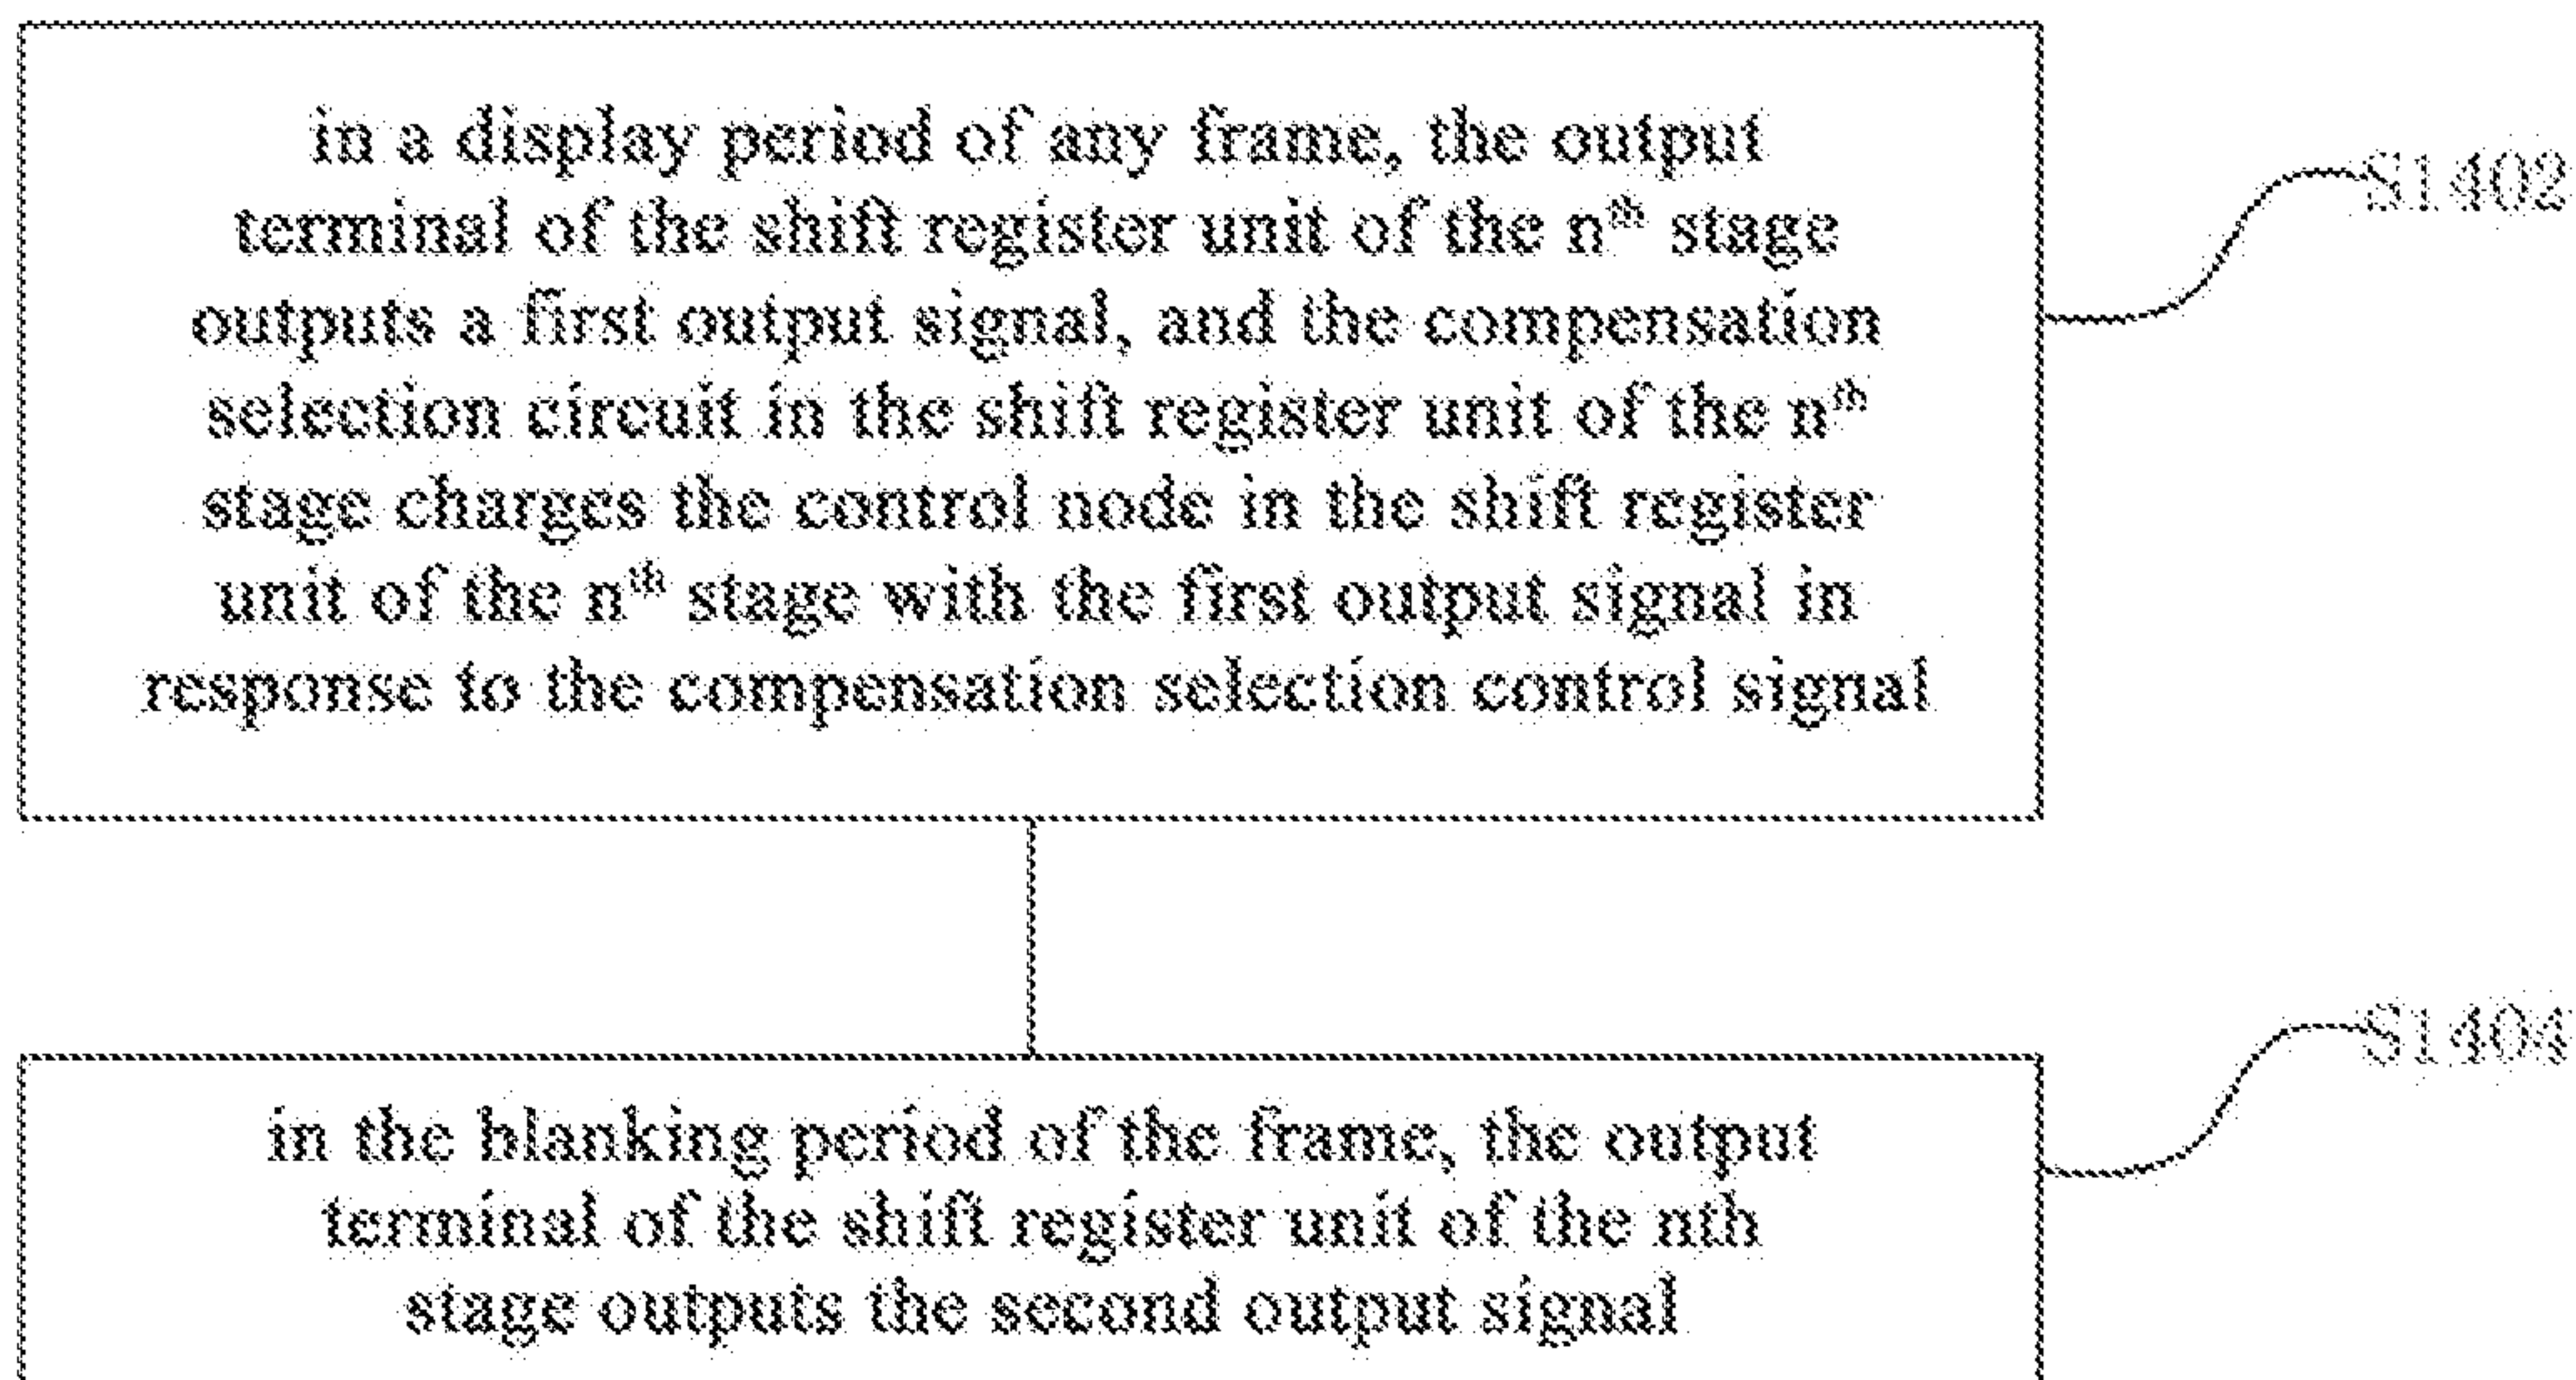 in a display period of any frame, the output
terminal of the shift register unit of the nᵗʰ stage
outputs a first output signal, and the compensation
selection circuit in the shift register unit of the nᵗʰ
stage charges the control node in the shift register
unit of the nᵗʰ stage with the first output signal in
response to the compensation selection control signal
S1402
in the blanking period of the frame, the output
terminal of the shift register unit of the nth
stage outputs the second output signal
S1404